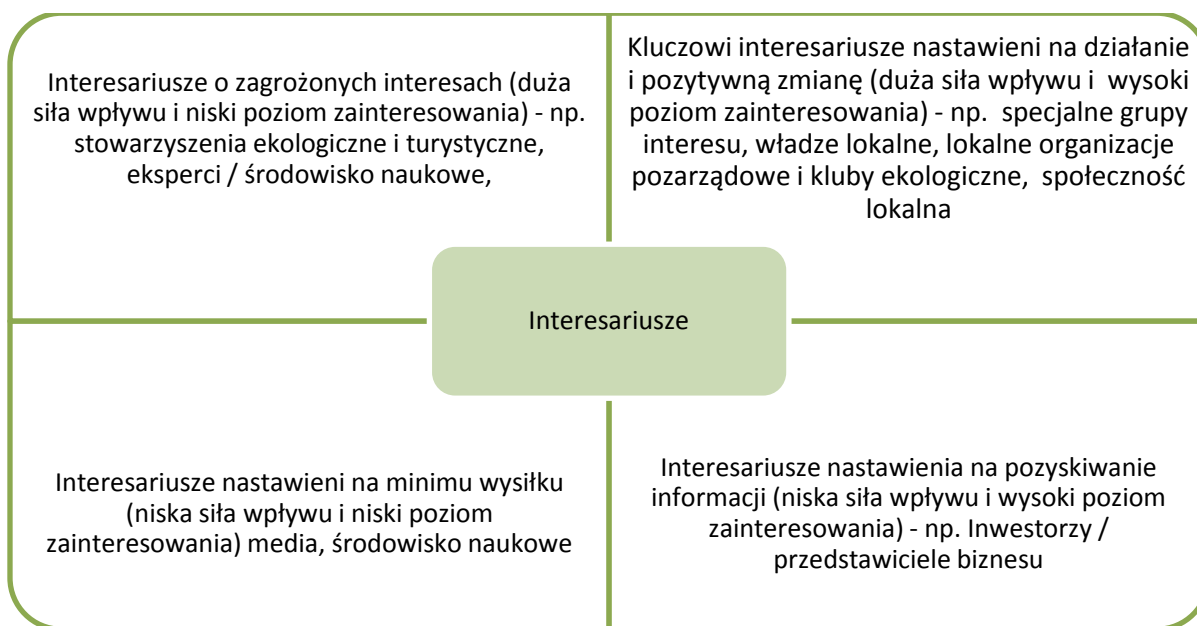 Interesariusze o zagrożonych interesach (duża
siła wpływu i niski poziom zainteresowania) - np.
stowarzyszenia ekologiczne i turystyczne,
eksperci / środowisko naukowe,
Kluczowi interesariusze nastawieni na działanie
i pozytywną zmianę (duża siła wpływu i wysoki
poziom zainteresowania) - np. specjalne grupy
interesu, władze lokalne, lokalne organizacje
pozarządowe i kluby ekologiczne, społeczność
lokalna
Interesariusze
Interesariusze nastawieni na minimu wysiłku
(niska siła wpływu i niski poziom
zainteresowania) media, środowisko naukowe
Interesariusze nastawienia na pozyskiwanie
informacji (niska siła wpływu i wysoki poziom
zainteresowania) - np. Inwestorzy /
przedstawiciele biznesu